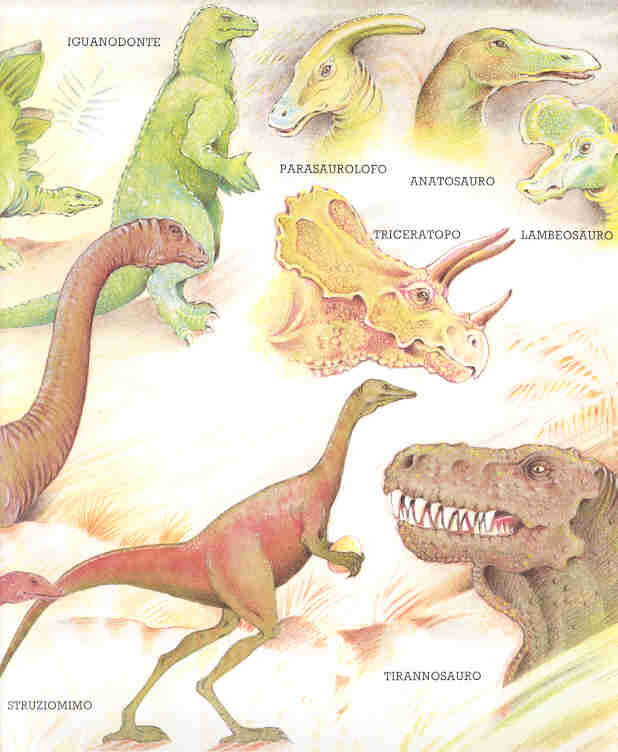 IGUANODONTE
PARASAUROLOFO
ANATOSAURO
TRICERATOPO
LAMBEOSAURO
TIRANNOSAURO
STRUZIOMIMO